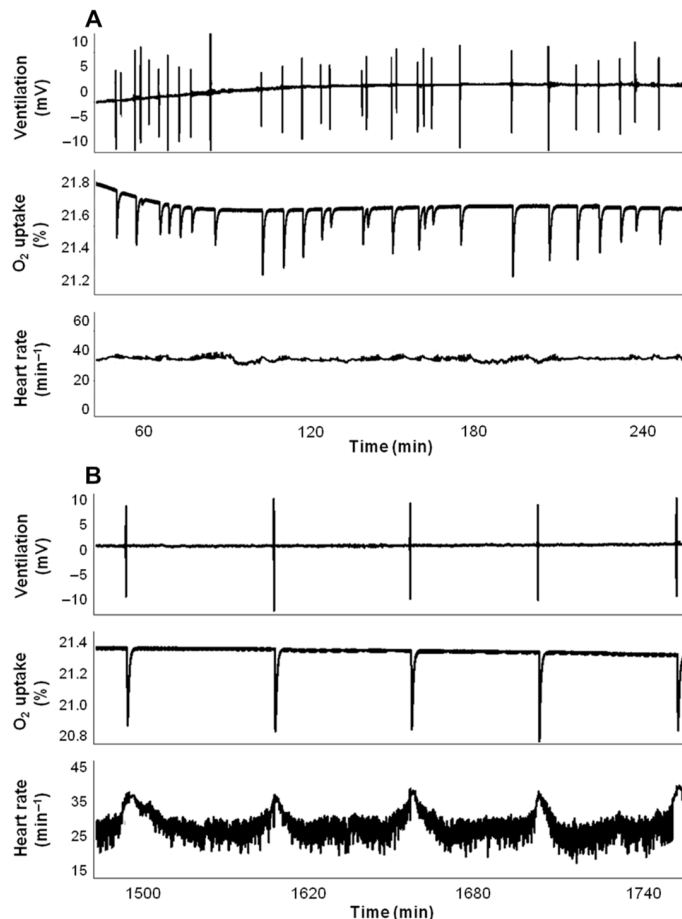 A
Ventilation
(mV)
10
5
0
–5
–10
O₂ uptake
(%)
21.8
21.6
21.4
21.2
Heart rate
(min⁻¹)
60
40
20
0
60 120 180 240
Time (min)
B
Ventilation
(mV)
10
5
0
–5
–10
O₂ uptake
(%)
21.4
21.2
21.0
20.8
Heart rate
(min⁻¹)
45
35
25
15
1500 1620 1680 1740
Time (min)